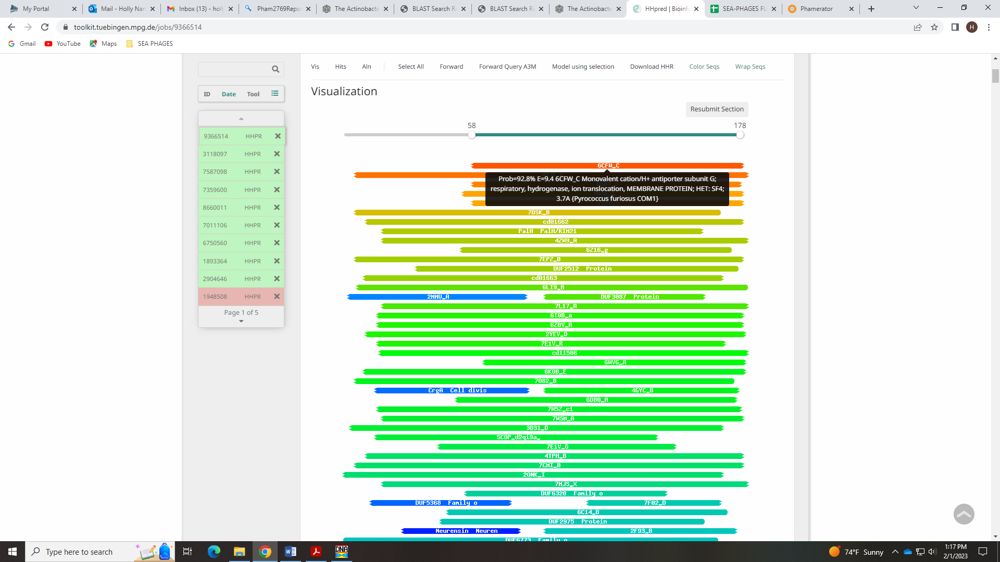 My Portal
Mail - Holly Nan
Inbox (13) - holl
Pham2769Repo
The Actinobacte
BLAST Search Re
BLAST Search Re
The Actinobacte
HHpred | Bioinfo
SEA-PHAGES FU
Phamerator
toolkit.tuebingen.mpg.de/jobs/9366514
H
Gmail
YouTube
Maps
SEA PHAGES
Vis Hits Aln Select All Forward Forward Query A3M Model using selection Download HHR Color Seqs Wrap Seqs
ID Date Tool
9366514 HHPR
3118097 HHPR
7587098 HHPR
7359600 HHPR
8660011 HHPR
7011106 HHPR
6750560 HHPR
1893364 HHPR
2904646 HHPR
1948508 HHPR
Page 1 of 5
Visualization
Resubmit Section
58 178
6CFW_C
Prob=92.8% E=9.4 6CFW_C Monovalent cation/H+ antiporter subunit G;
respiratory, hydrogenase, ion translocation, MEMBRANE PROTEIN; HET: SF4;
3.7A {Pyrococcus furiosus COM1}
7DSK_B
cd01662
PalH PalH/RIM21
4ZW9_A
6Z16_g
7EPZ_B
DUF2512 Protein
cd01663
6LI9_B
2MMU_A DUF3087 Protein
7L17_A
6T0B_a
6ZBV_A
2YEV_D
7E1V_R
cd11506
6WVG_A
6KOB_E
7O82_B
CrgA Cell divis 4GYC_B
6D80_A
7W5Z_c1
7WSM_A
3D31_D
SCOP_d2qi9a_
7E1V_G
4TPH_B
7CMI_B
2ONK_I
7MJS_X
DUF6328 Family o
DUF5368 Family o 7F02_D
6C14_B
DUF2975 Protein
Neurensin Neuren 2F93_B
DUF6773 Family o
Type here to search
74°F Sunny
1:17 PM
2/1/2023